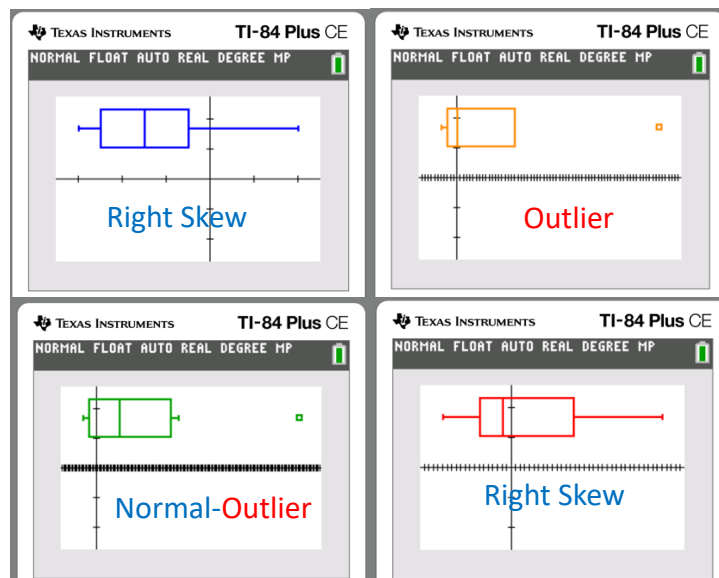 TEXAS INSTRUMENTS TI-84 Plus CE
NORMAL FLOAT AUTO REAL DEGREE MP
Right Skew
TEXAS INSTRUMENTS TI-84 Plus CE
NORMAL FLOAT AUTO REAL DEGREE MP
Outlier
TEXAS INSTRUMENTS TI-84 Plus CE
NORMAL FLOAT AUTO REAL DEGREE MP
Normal-Outlier
TEXAS INSTRUMENTS TI-84 Plus CE
NORMAL FLOAT AUTO REAL DEGREE MP
Right Skew